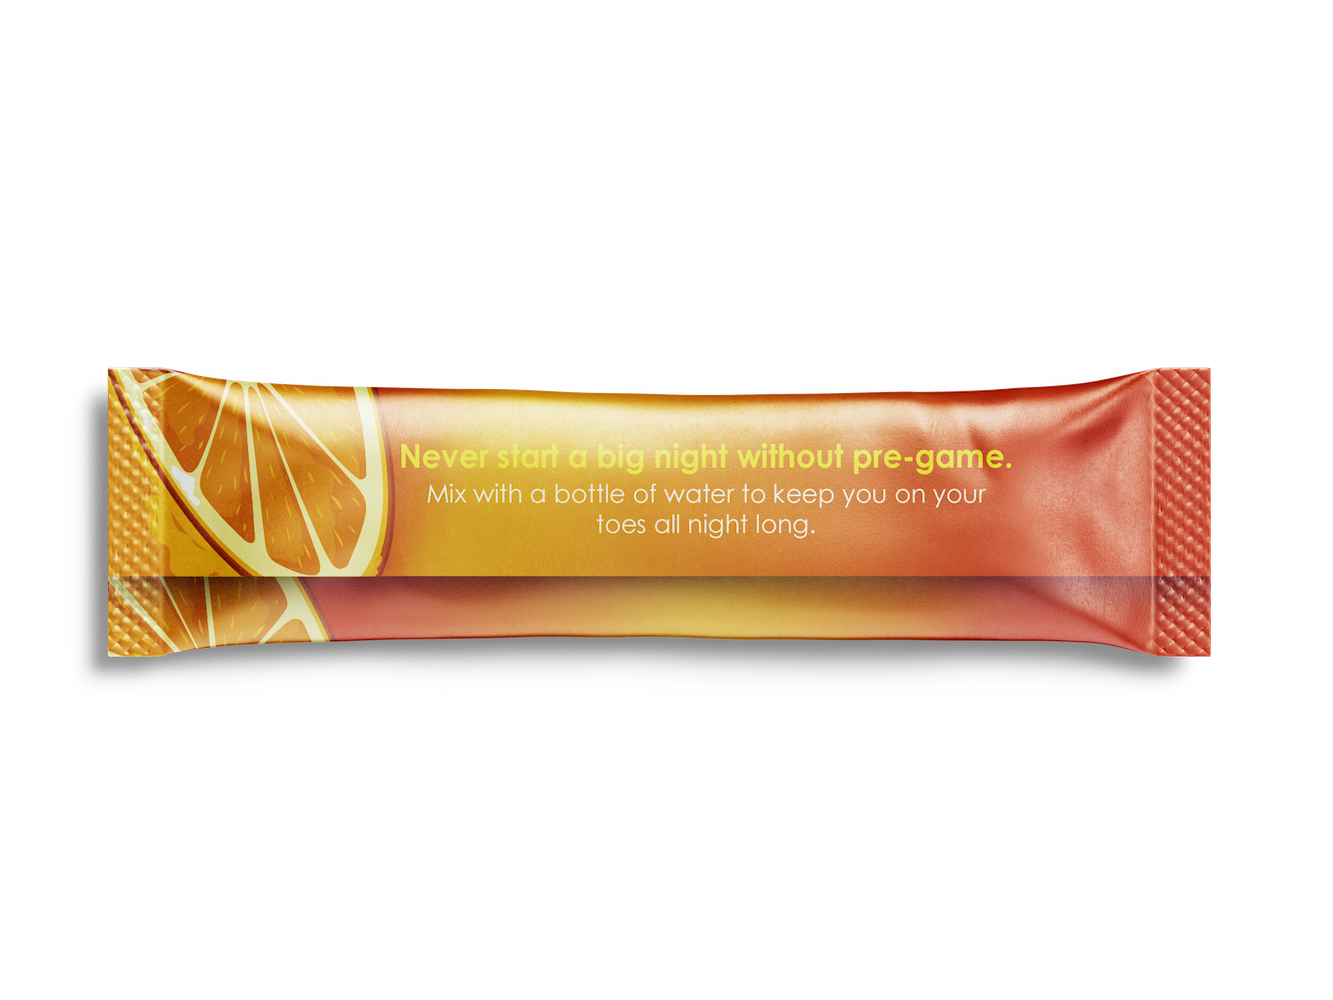 Never start a big night without pre-game.
Mix with a bottle of water to keep you on your
toes all night long.